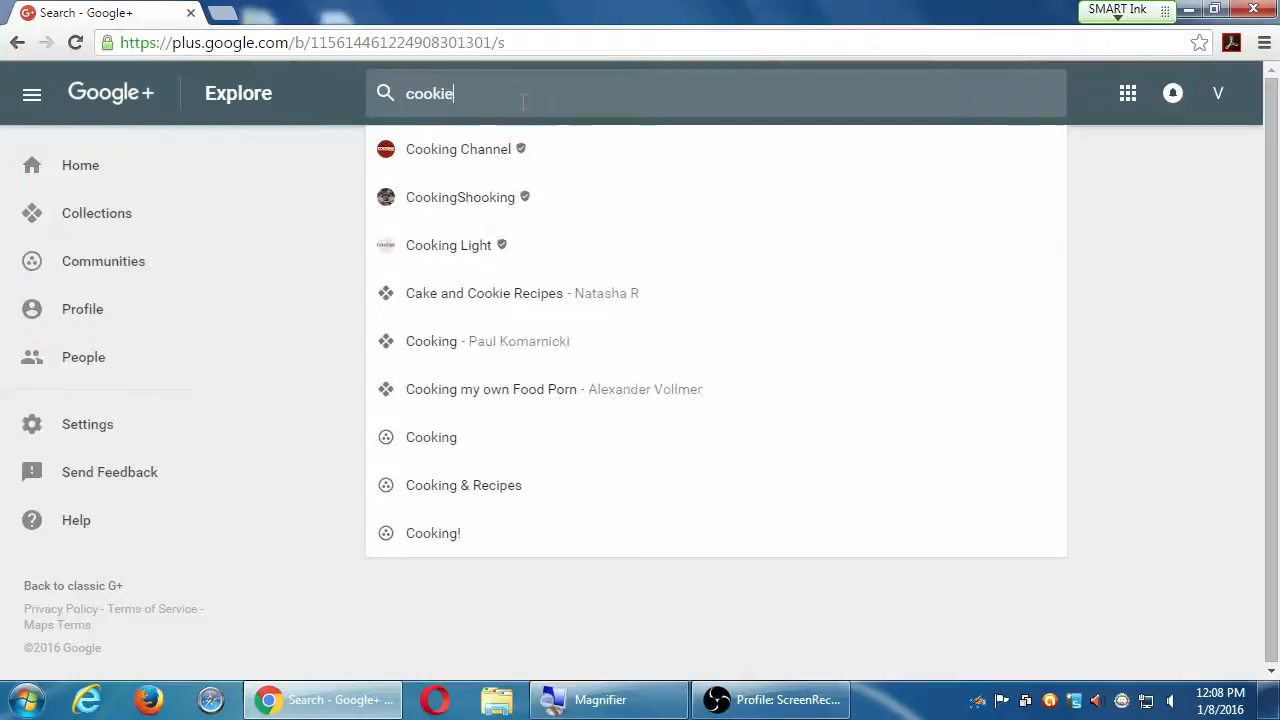 Search - Google+
SMART Ink
https://plus.google.com/b/115614461224908301301/s
Google+
Explore
cookie
V
Home
Collections
Communities
Profile
People
Settings
Send Feedback
Help
Back to classic G+
Privacy Policy - Terms of Service -
Maps Terms
©2016 Google
Cooking Channel
CookingShooking
Cooking Light
Cake and Cookie Recipes - Natasha R
Cooking - Paul Komarnicki
Cooking my own Food Porn - Alexander Vollmer
Cooking
Cooking & Recipes
Cooking!
Search - Google+ ...
Magnifier
Profile: ScreenRec...
12:08 PM
1/8/2016